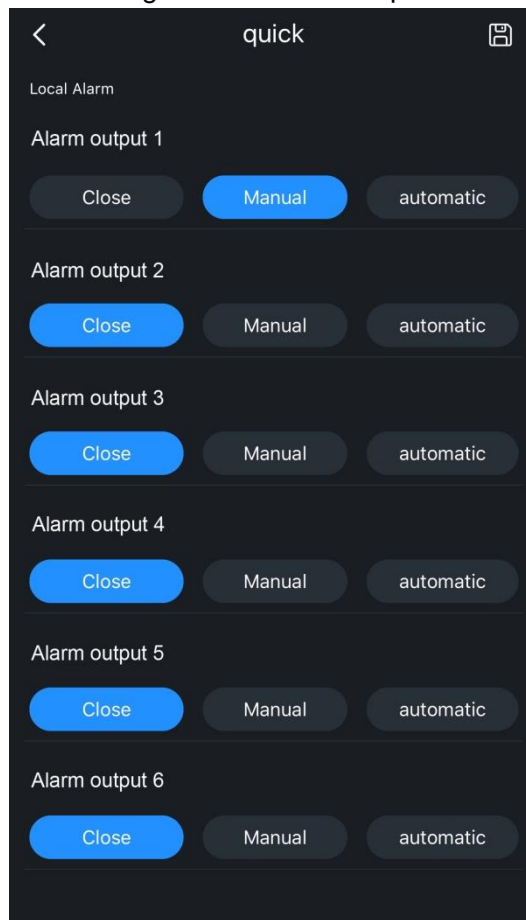 quick
Local Alarm
Alarm output 1
Close Manual automatic
Alarm output 2
Close Manual automatic
Alarm output 3
Close Manual automatic
Alarm output 4
Close Manual automatic
Alarm output 5
Close Manual automatic
Alarm output 6
Close Manual automatic